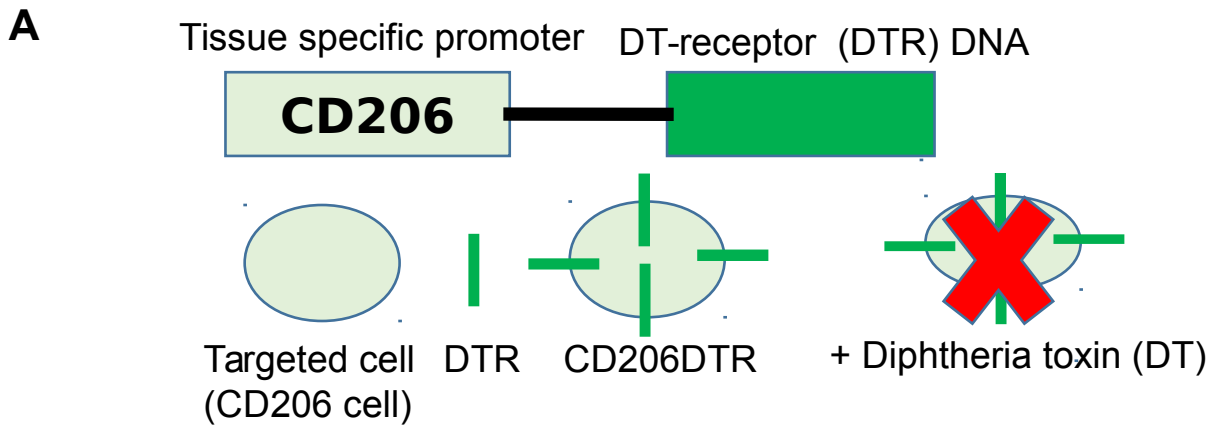 A
Tissue specific promoter
DT-receptor (DTR) DNA
CD206
Targeted cell
(CD206 cell)
DTR
CD206DTR
+ Diphtheria toxin (DT)